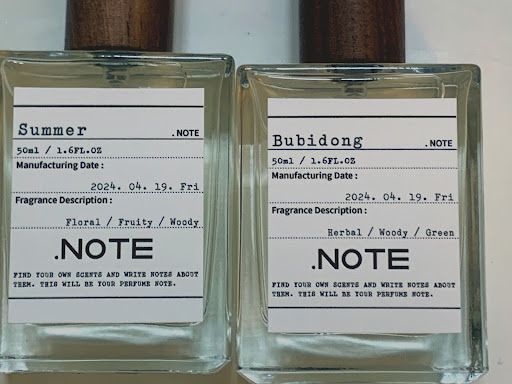 Summer
.NOTE
50ml / 1.6FL.OZ
Manufacturing Date :
2024. 04. 19. Fri
Fragrance Description :
Floral / Fruity / Woody
.NOTE
FIND YOUR OWN SCENTS AND WRITE NOTES ABOUT
THEM. THIS WILL BE YOUR PERFUME NOTE.
Bubidong
.NOTE
50ml / 1.6FL.OZ
Manufacturing Date :
2024. 04. 19. Fri
Fragrance Description :
Herbal / Woody / Green
.NOTE
FIND YOUR OWN SCENTS AND WRITE NOTES ABOUT
THEM. THIS WILL BE YOUR PERFUME NOTE.